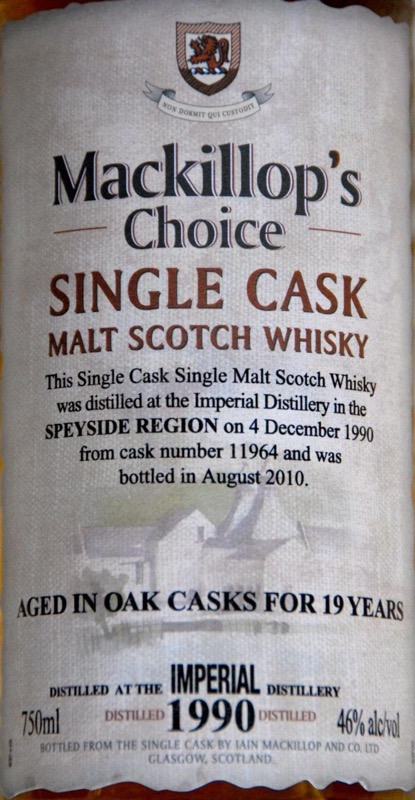 NON DORMIT QUI CUSTODIT
Mackillop's
Choice
SINGLE CASK
MALT SCOTCH WHISKY
This Single Cask Single Malt Scotch Whisky
was distilled at the Imperial Distillery in the
SPEYSIDE REGION on 4 December 1990
from cask number 11964 and was
bottled in August 2010.
AGED IN OAK CASKS FOR 19 YEARS
DISTILLED AT THE IMPERIAL DISTILLERY
750ml DISTILLED 1990 DISTILLED 46% alc/vol
BOTTLED FROM THE SINGLE CASK BY IAIN MACKILLOP AND CO. LTD
GLASGOW, SCOTLAND.